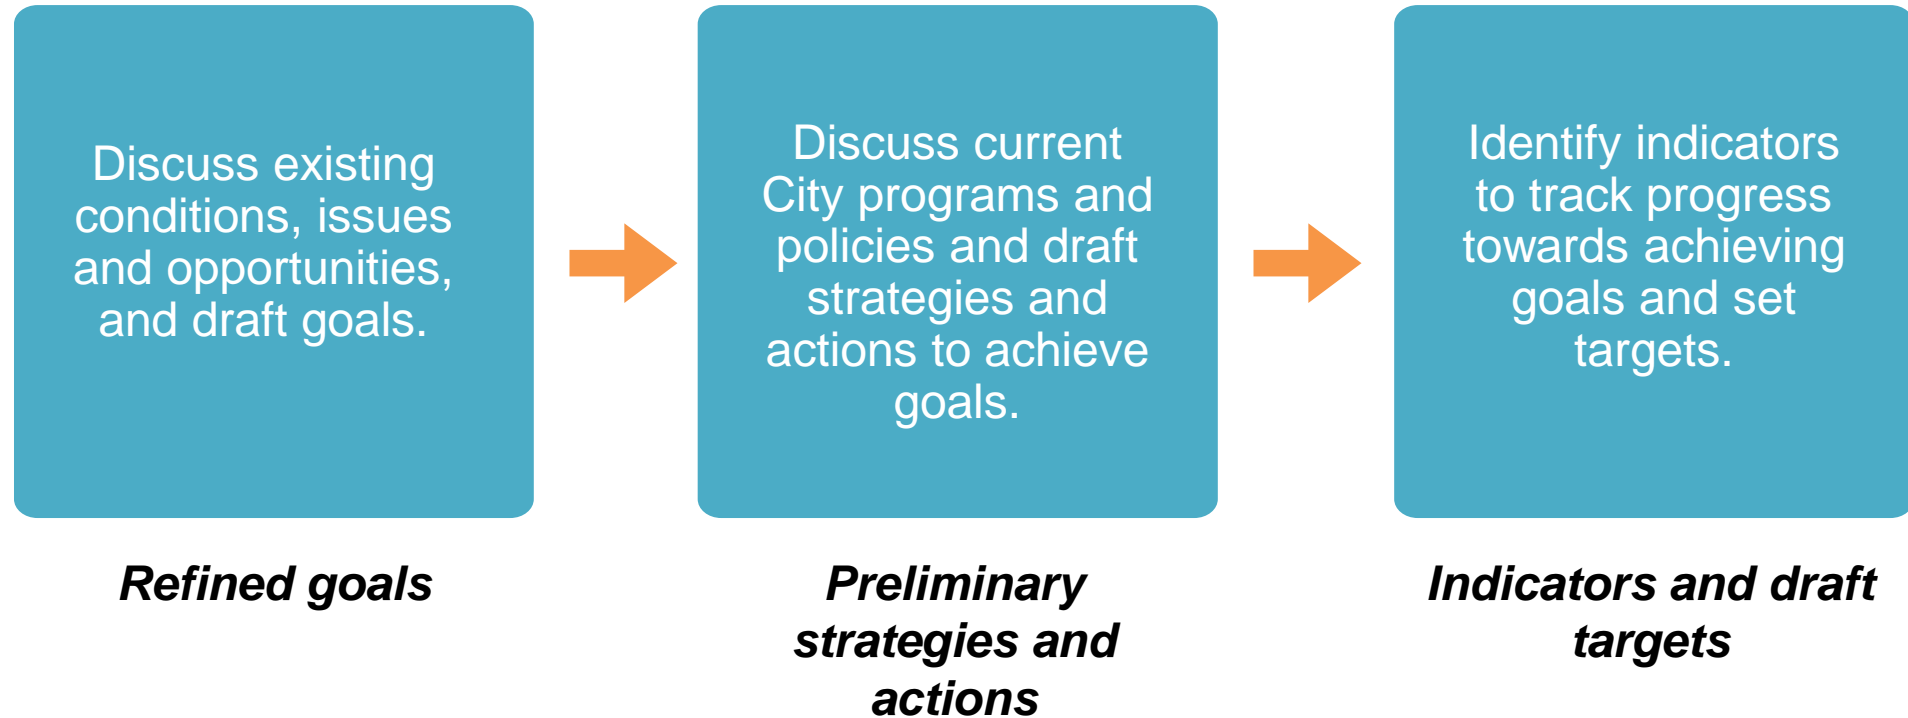 Discuss existing
conditions, issues
and opportunities,
and draft goals.
Discuss current
City programs and
policies and draft
strategies and
actions to achieve
goals.
Identify indicators
to track progress
towards achieving
goals and set
targets.
Refined goals
Preliminary
strategies and
actions
Indicators and draft
targets